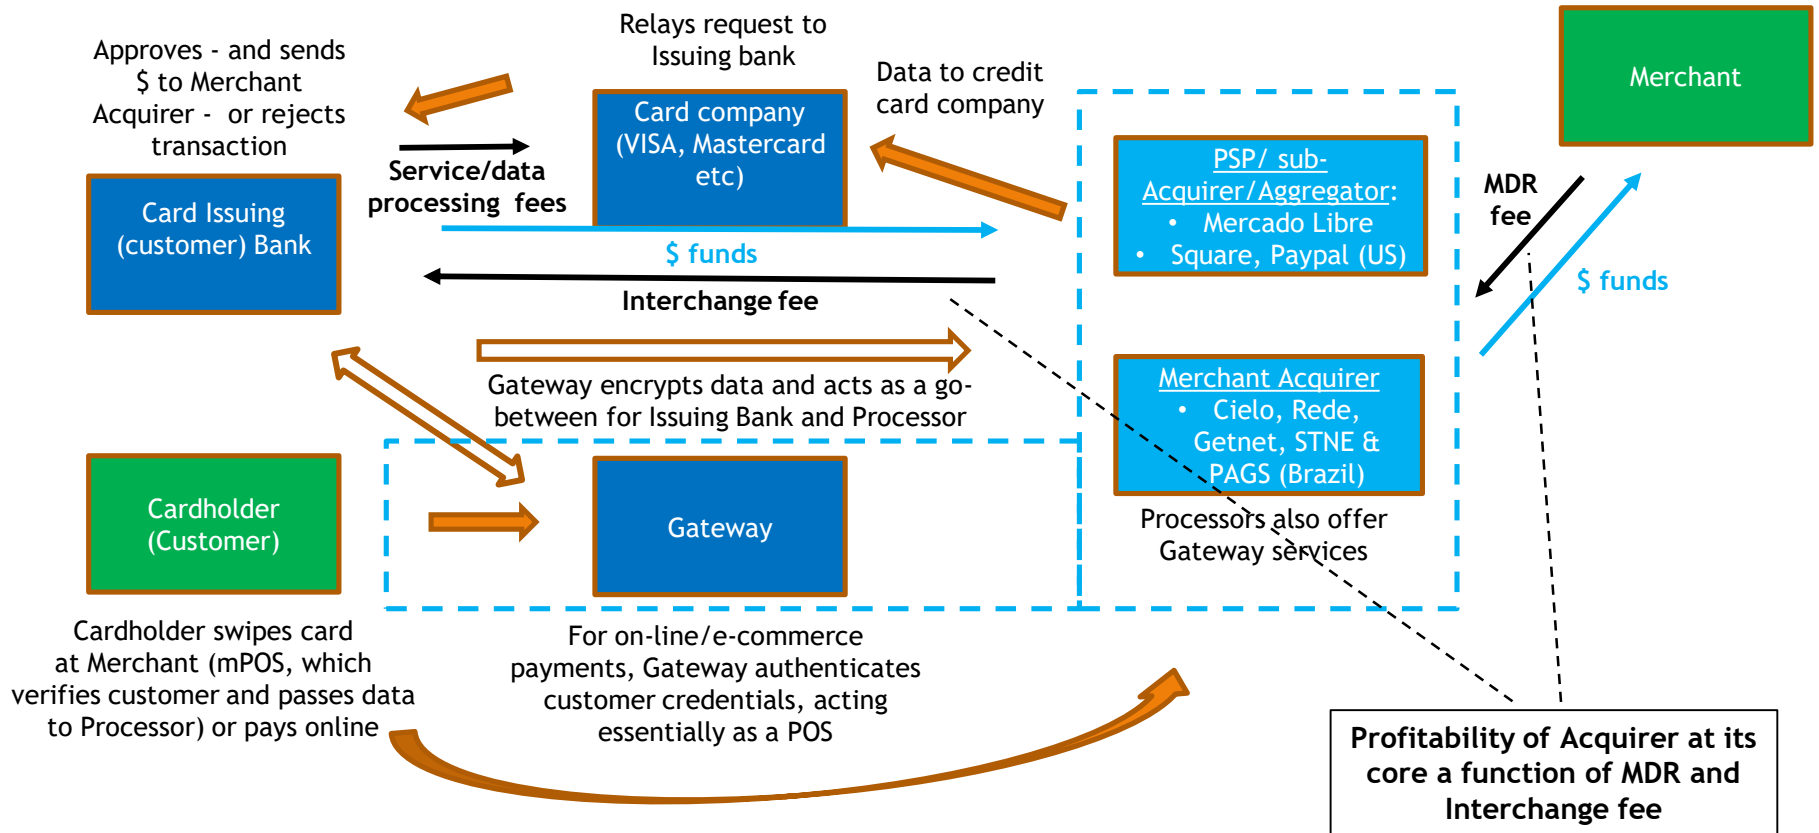 Approves - and sends
$ to Merchant
Acquirer -  or rejects
transaction
Relays request to
Issuing bank
Data to credit
card company
Merchant
Card company
(VISA, Mastercard
etc)
Service/data
processing  fees
Card Issuing
(customer) Bank
$ funds
Interchange fee
PSP/ sub-
Acquirer/Aggregator:
• Mercado Libre
• Square, Paypal (US)
MDR
fee
$ funds
Gateway encrypts data and acts as a go-
between for Issuing Bank and Processor
Merchant Acquirer
• Cielo, Rede,
Getnet, STNE &
PAGS (Brazil)
Processors also offer
Gateway services
Cardholder
(Customer)
Gateway
Cardholder swipes card
at Merchant (mPOS, which
verifies customer and passes data
to Processor) or pays online
For on-line/e-commerce
payments, Gateway authenticates
customer credentials, acting
essentially as a POS
Profitability of Acquirer at its
core a function of MDR and
Interchange fee